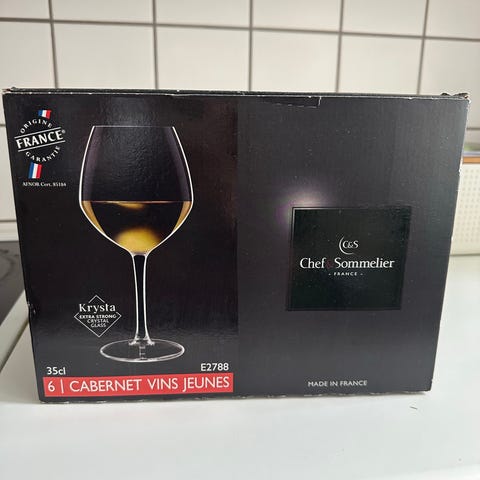 ORIGINE
FRANCE
GARANTIE
AFNOR Cert. 85184
Krysta
EXTRA STRONG
CRYSTAL
GLASS
35cl
E2788
6 | CABERNET VINS JEUNES
C&S
Chef&Sommelier
- FRANCE -
MADE IN FRANCE